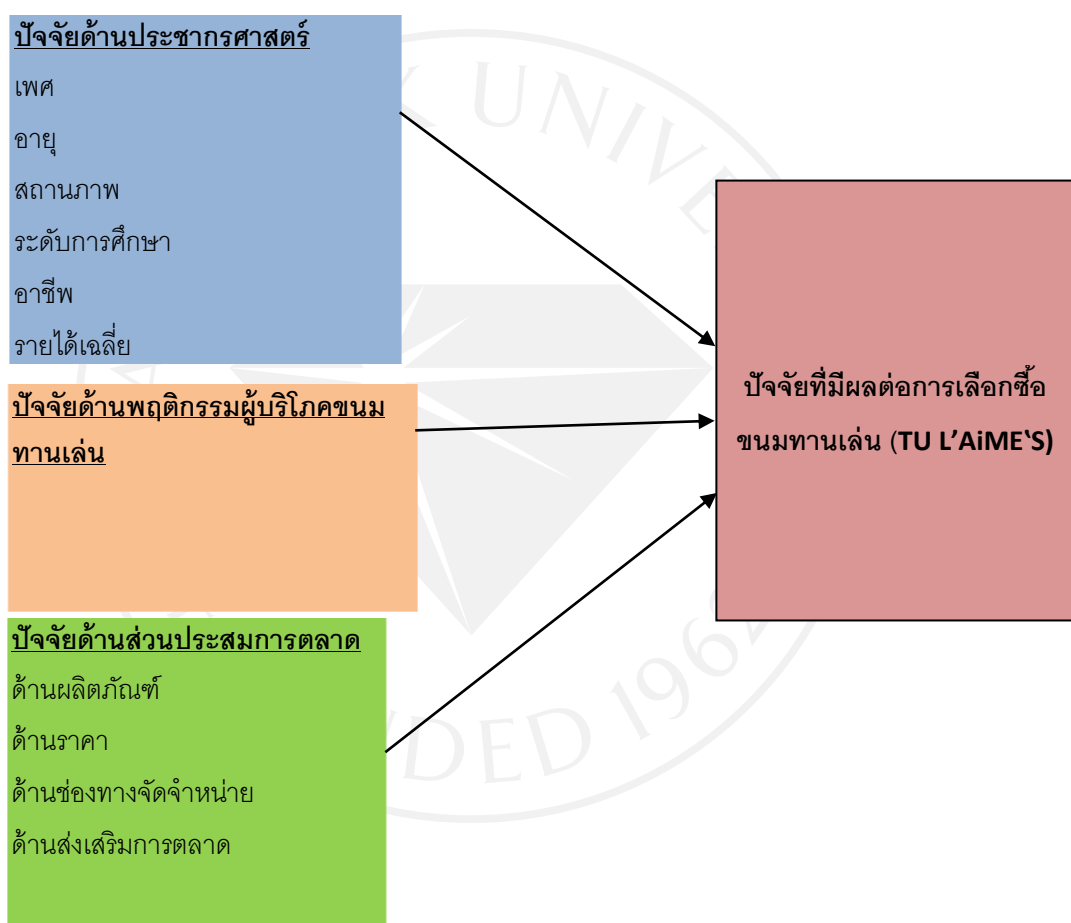 ปัจจัยด้านประชากรศาสตร์
เพศ
อายุ
สถานภาพ
ระดับการศึกษา
อาชีพ
รายได้เฉลี่ย
ปัจจัยด้านพฤติกรรมผู้บริโภคขนม
ทานเล่น
ปัจจัยด้านส่วนประสมการตลาด
ด้านผลิตภัณฑ์
ด้านราคา
ด้านช่องทางจัดจำหน่าย
ด้านส่งเสริมการตลาด
ปัจจัยที่มีผลต่อการเลือกซื้อ
ขนมทานเล่น (TU L’AiME‘S)